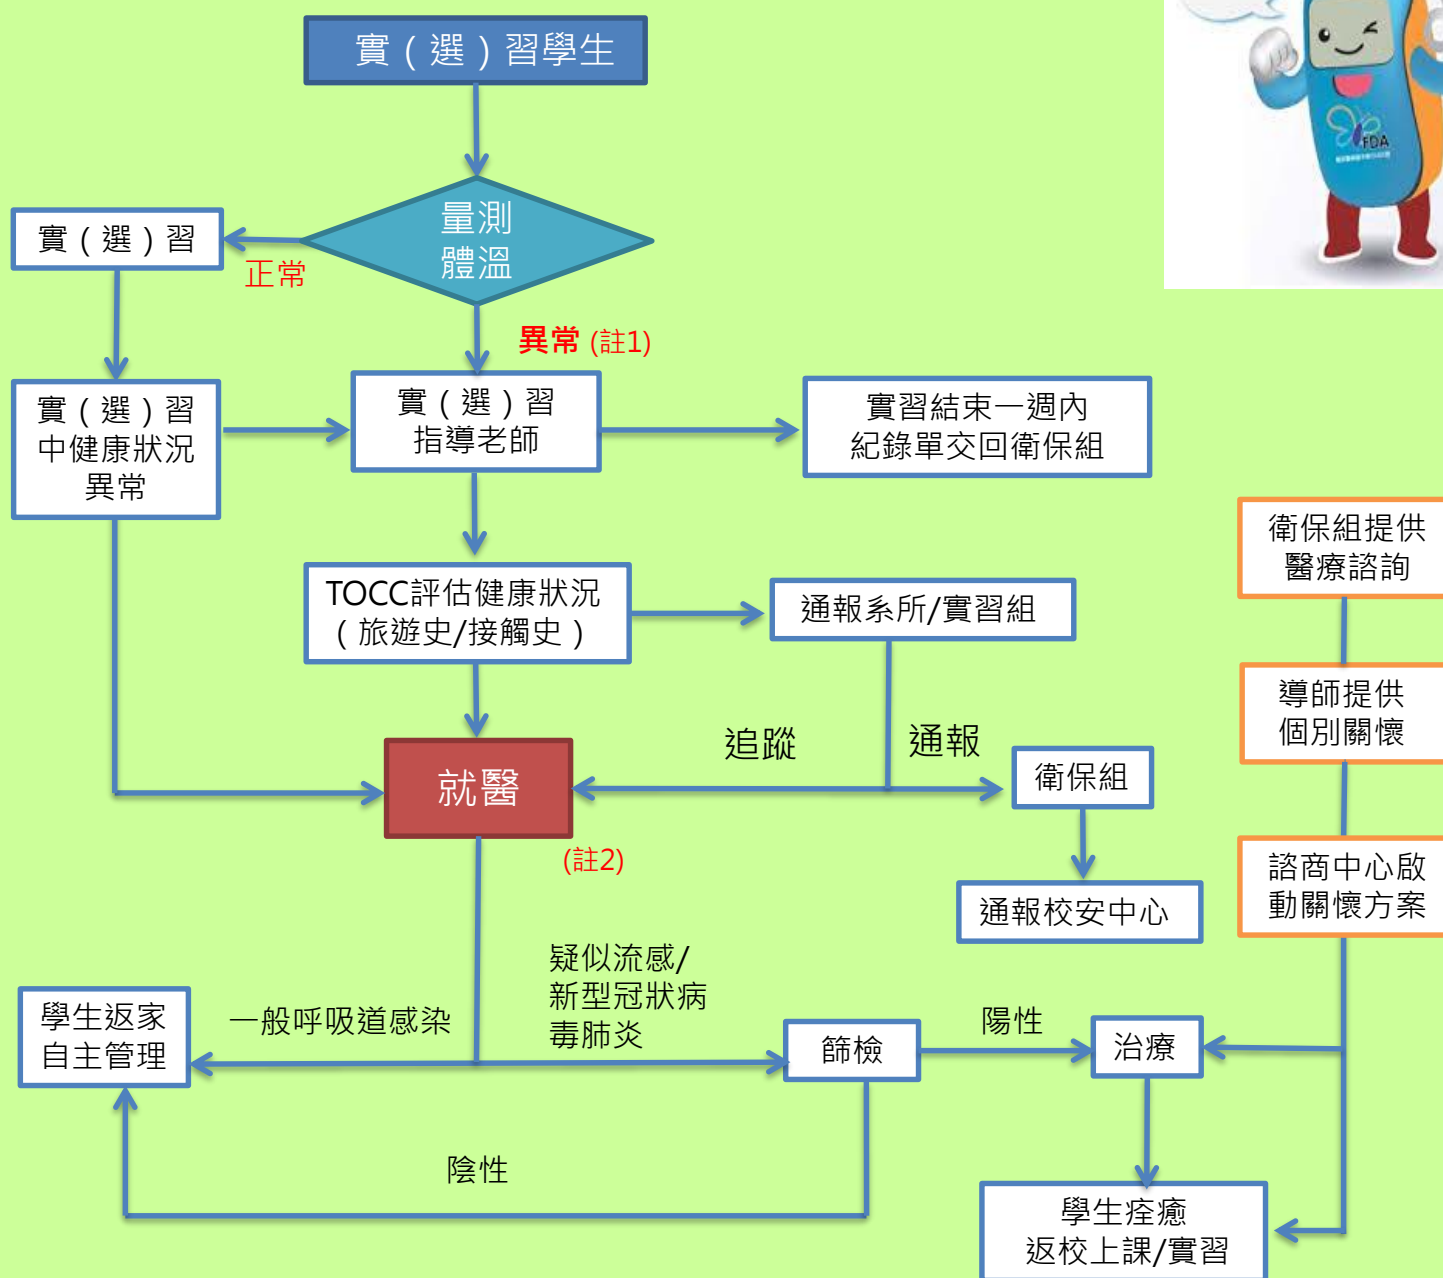 實（選）習學生
量測
體溫
實（選）習
正常
異常 (註1)
實（選）習
中健康狀況
異常
實（選）習
指導老師
實習結束一週內
紀錄單交回衛保組
衛保組提供
醫療諮詢
TOCC評估健康狀況
（旅遊史/接觸史）
通報系所/實習組
導師提供
個別關懷
追蹤
通報
就醫
衛保組
(註2)
諮商中心啟
動關懷方案
通報校安中心
疑似流感/
新型冠狀病
毒肺炎
學生返家
自主管理
一般呼吸道感染
篩檢
陽性
治療
陰性
學生痊癒
返校上課/實習
FDA